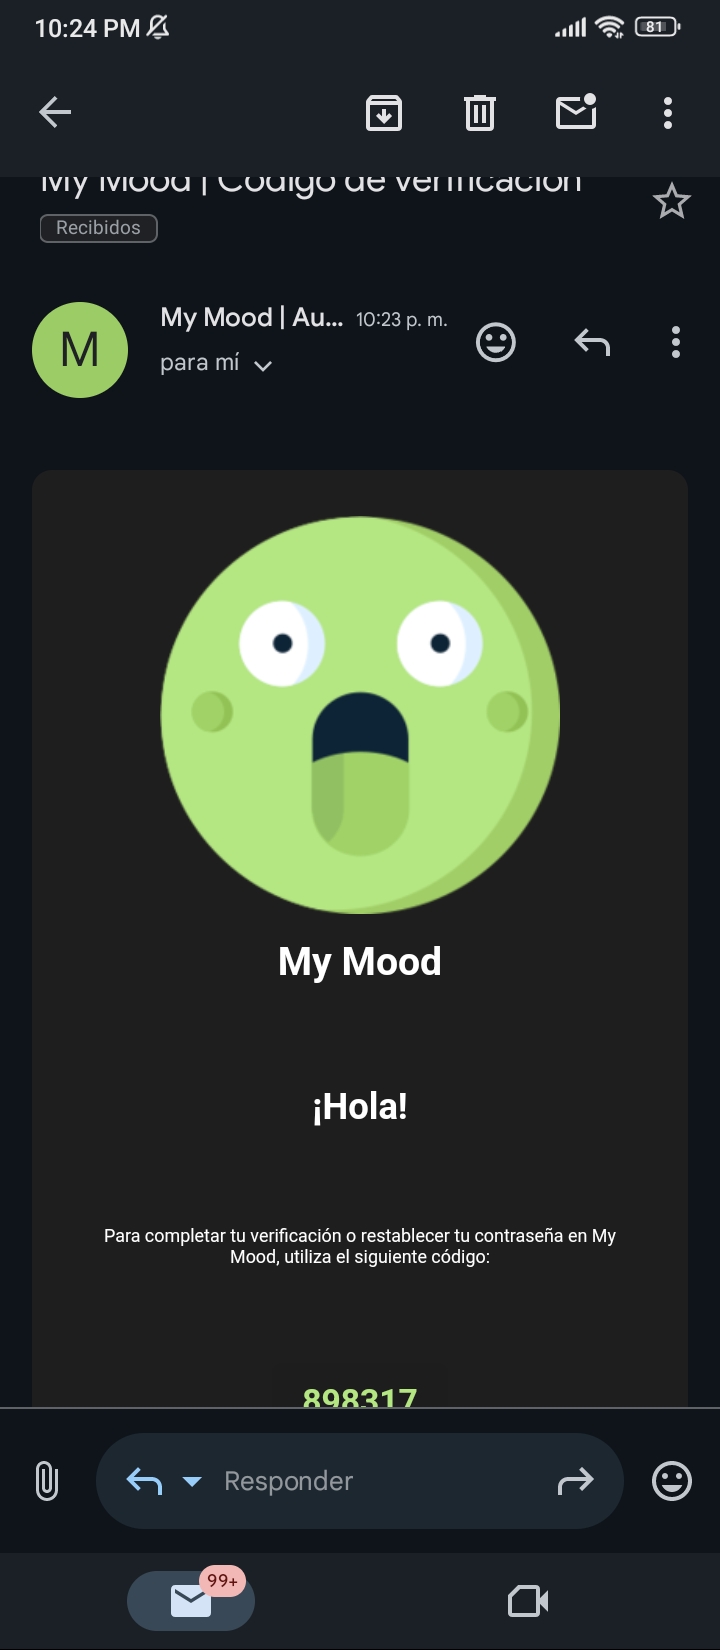 10:24 PM
81
My Mood | Código de verificación
Recibidos
M
My Mood | Au... 10:23 p. m.
para mí
My Mood
¡Hola!
Para completar tu verificación o restablecer tu contraseña en My
Mood, utiliza el siguiente código:
898317
Responder
99+